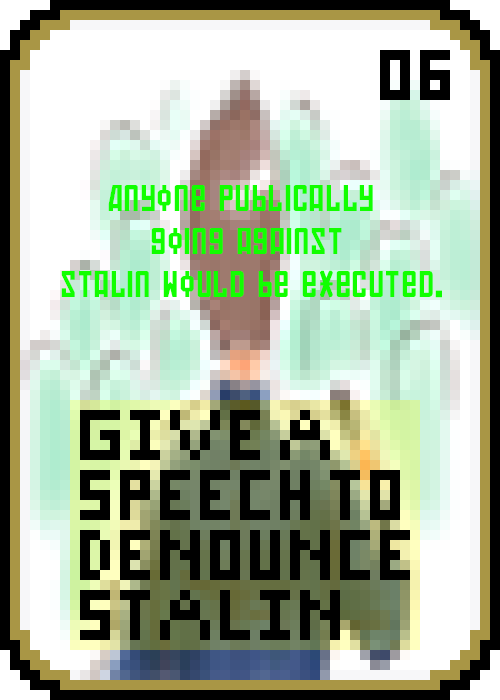 06
ANYONE PUBLICALLY
GOING AGAINST
STALIN WOULD BE EXECUTED.
GIVE A
SPEECH TO
DENOUNCE
STALIN